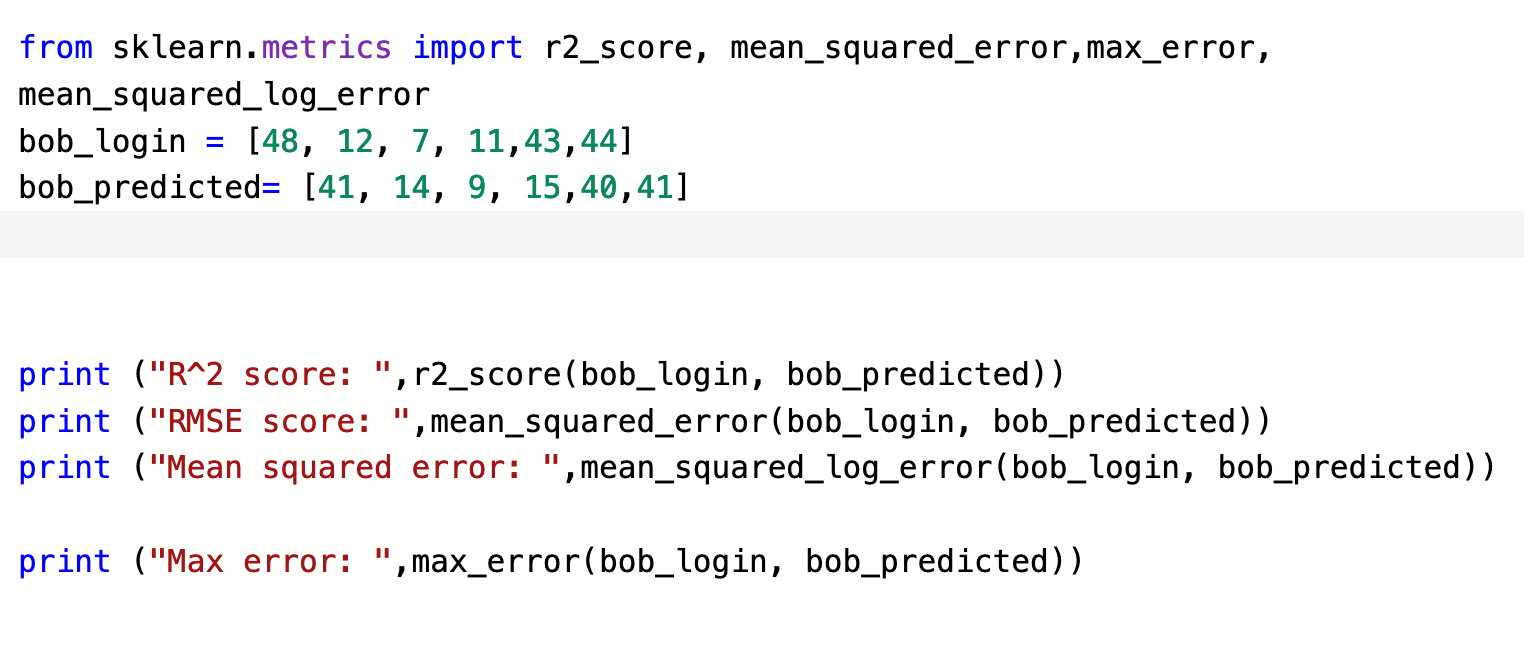 from sklearn.metrics import r2_score, mean_squared_error,max_error,
mean_squared_log_error
bob_login = [48, 12, 7, 11,43,44]
bob_predicted= [41, 14, 9, 15,40,41]
print ("R^2 score: ",r2_score(bob_login, bob_predicted))
print ("RMSE score: ",mean_squared_error(bob_login, bob_predicted))
print ("Mean squared error: ",mean_squared_log_error(bob_login, bob_predicted))
print ("Max error: ",max_error(bob_login, bob_predicted))